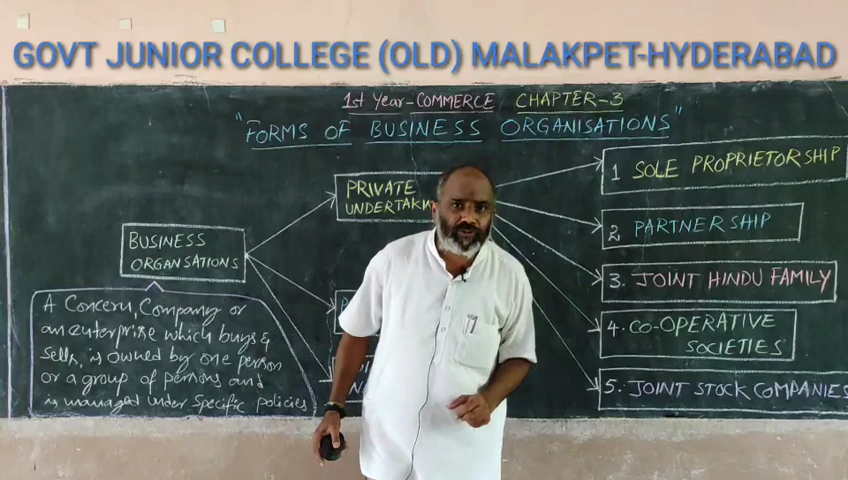 GOVT JUNIOR COLLEGE (OLD) MALAKPET-HYDERABAD
1st Year-COMMERCE CHAPTER-3
"FORMS OF BUSINESS ORGANISATIONS"
BUSINESS
ORGANISATIONS
A Concern, Company or
an enterprise which buys &
sells, is owned by one person
or a group of persons and
is managed under specific policies
PRIVATE
1 SOLE PROPRIETORSHIP
2 PARTNERSHIP
3. JOINT HINDU FAMILY
4. CO-OPERATIVE
SOCIETIES
5. JOINT STOCK COMPANIES